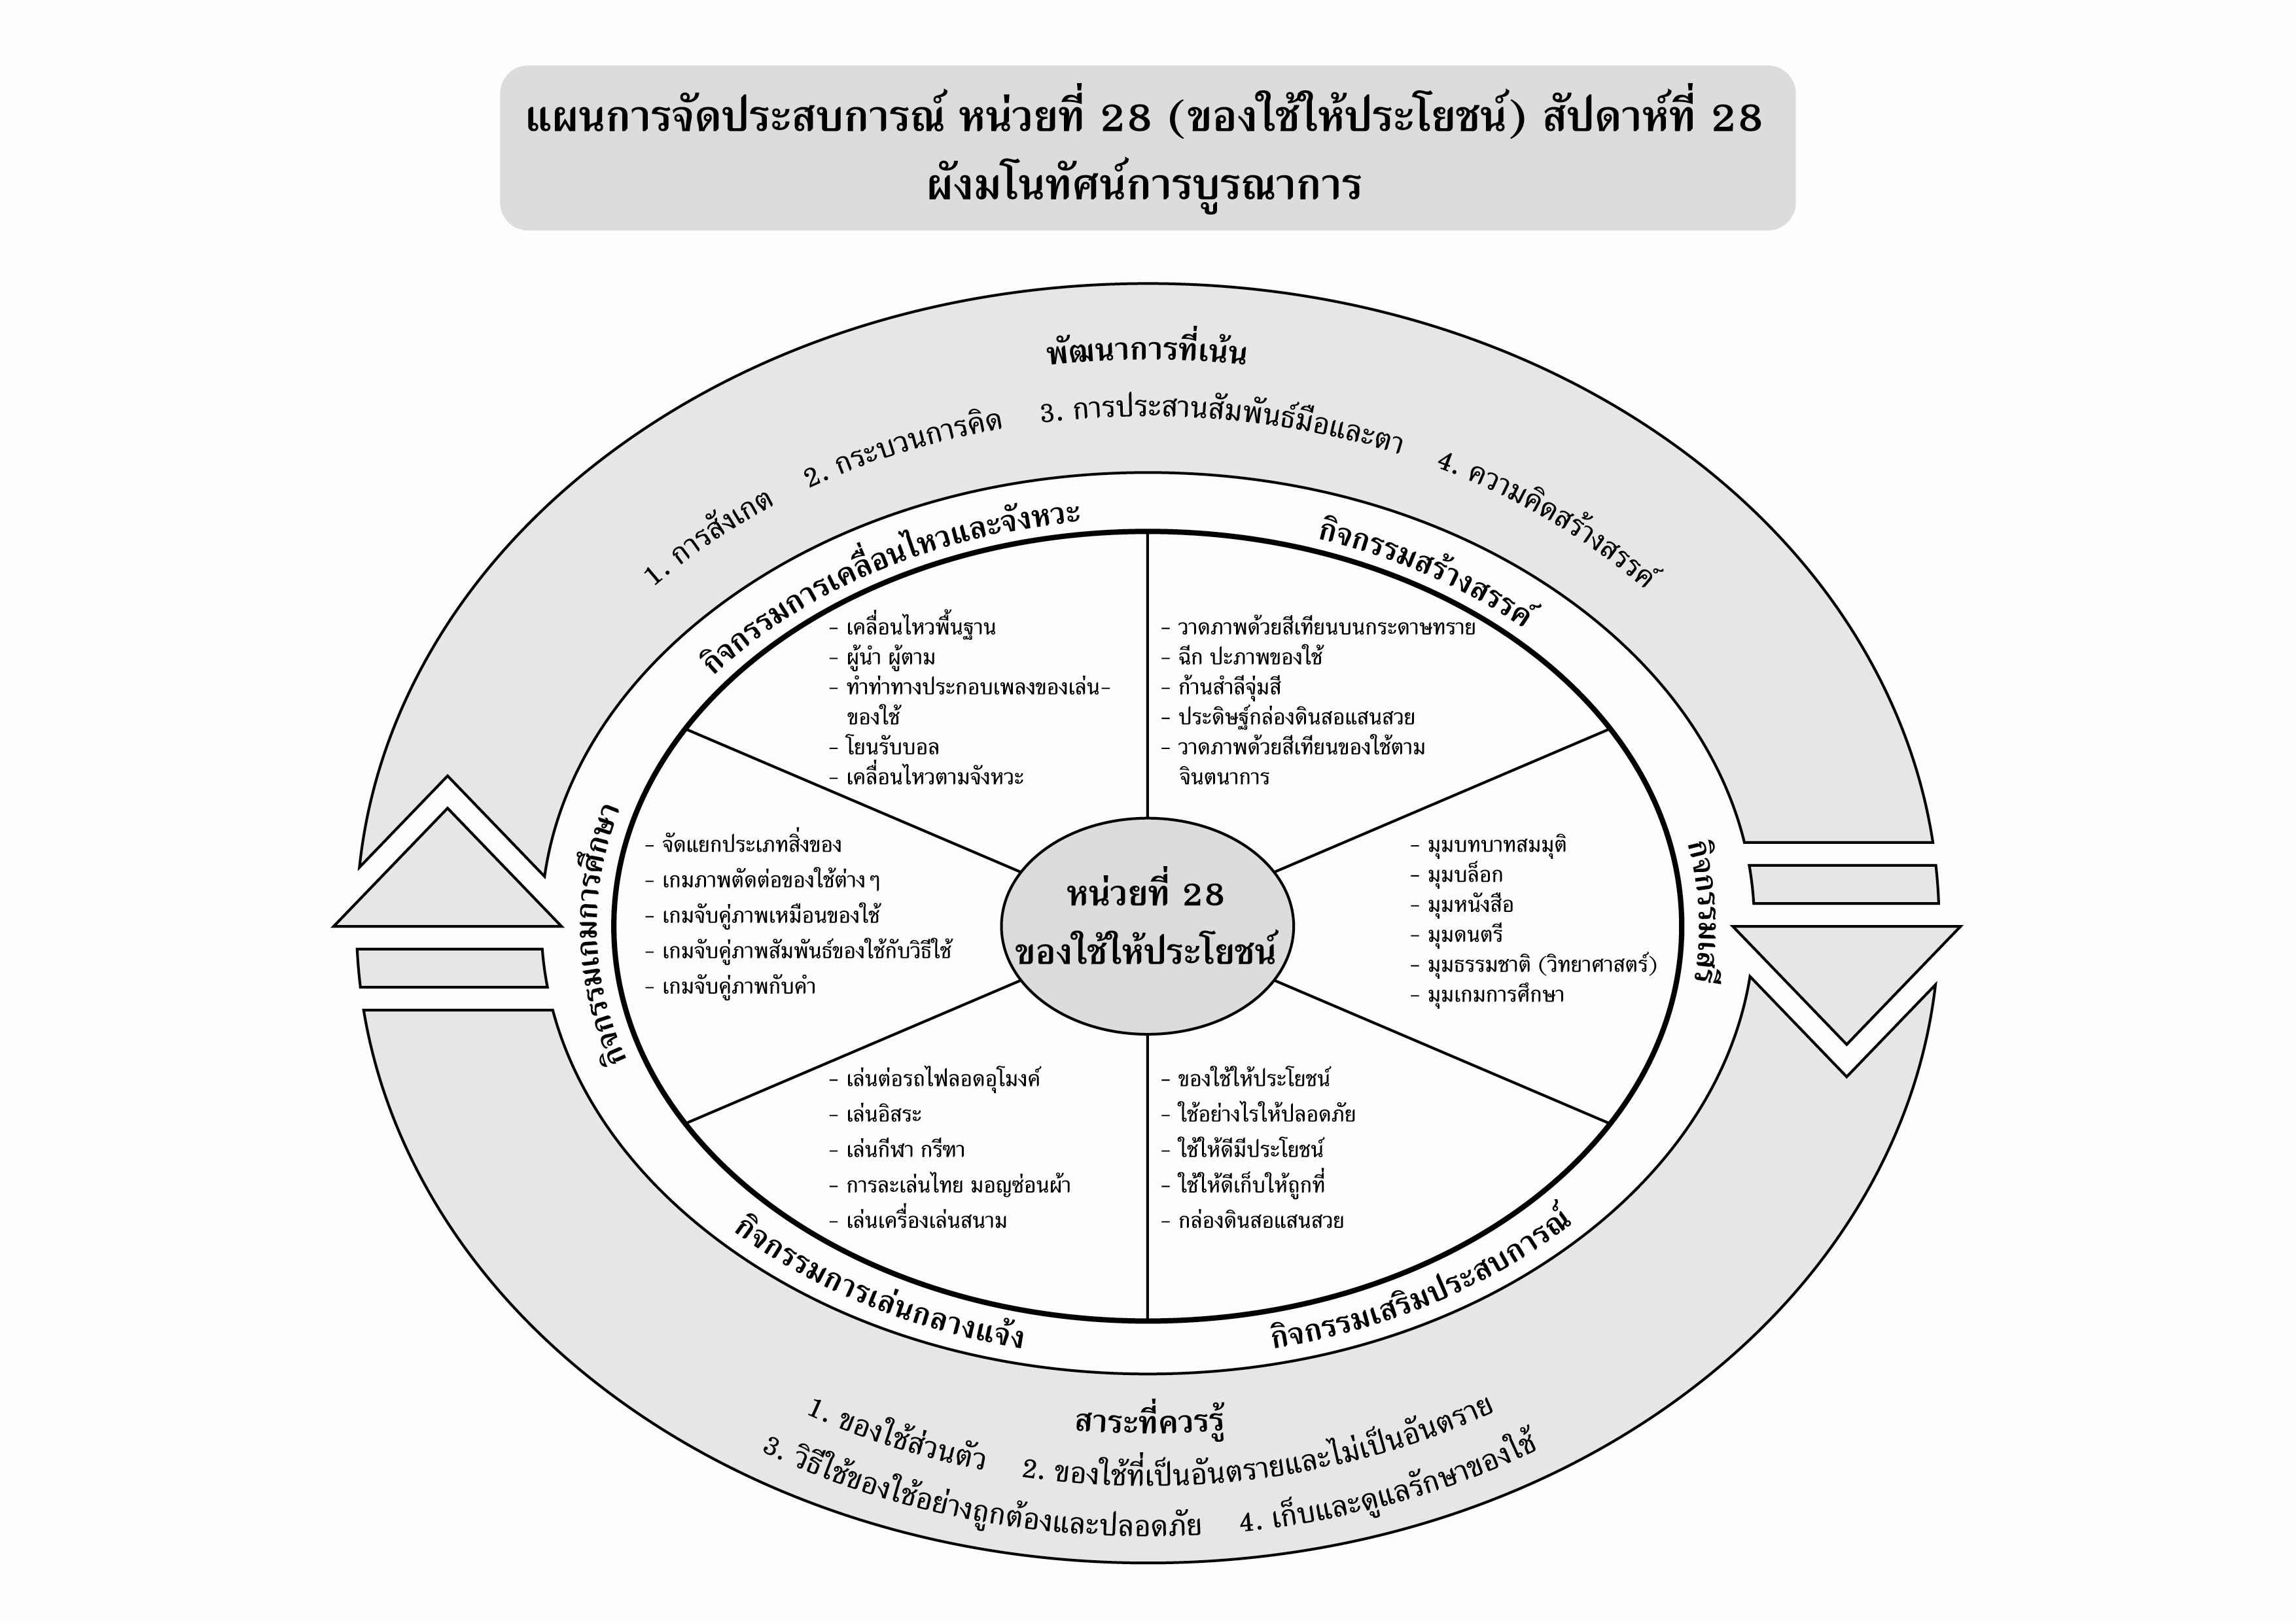 แผนการจัดประสบการณ์ หน่วยที่ 28 (ของใช้ให้ประโยชน์) สัปดาห์ที่ 28
ผังมโนทัศน์การบูรณาการ
พัฒนาการที่เน้น
1. การสังเกต 2. กระบวนการคิด 3. การประสานสัมพันธ์มือและตา 4. ความคิดสร้างสรรค์
กิจกรรมการเคลื่อนไหวและจังหวะ
- เคลื่อนไหวพื้นฐาน
- ผู้นำ ผู้ตาม
- ทำท่าทางประกอบเพลงของเล่น-
ของใช้
- โยนรับบอล
- เคลื่อนไหวตามจังหวะ
กิจกรรมสร้างสรรค์
- วาดภาพด้วยสีเทียนบนกระดาษทราย
- ฉีก ปะภาพของใช้
- ก้านสำลีจุ่มสี
- ประดิษฐ์กล่องดินสอแสนสวย
- วาดภาพด้วยสีเทียนของใช้ตาม
จินตนาการ
กิจกรรมเกมการศึกษา
- จัดแยกประเภทสิ่งของ
- เกมภาพตัดต่อของใช้ต่างๆ
- เกมจับคู่ภาพเหมือนของใช้
- เกมจับคู่ภาพสัมพันธ์ของใช้กับวิธีใช้
- เกมจับคู่ภาพกับคำ
หน่วยที่ 28
ของใช้ให้ประโยชน์
กิจกรรมเสรี
- มุมบทบาทสมมุติ
- มุมบล็อก
- มุมหนังสือ
- มุมดนตรี
- มุมธรรมชาติ (วิทยาศาสตร์)
- มุมเกมการศึกษา
กิจกรรมการเล่นกลางแจ้ง
- เล่นต่อรถไฟลอดอุโมงค์
- เล่นอิสระ
- เล่นกีฬา กรีฑา
- การละเล่นไทย มอญซ่อนผ้า
- เล่นเครื่องเล่นสนาม
กิจกรรมเสริมประสบการณ์
- ของใช้ให้ประโยชน์
- ใช้อย่างไรให้ปลอดภัย
- ใช้ให้ดีมีประโยชน์
- ใช้ให้ดีเก็บให้ถูกที่
- กล่องดินสอแสนสวย
สาระที่ควรรู้
1. ของใช้ส่วนตัว 2. ของใช้ที่เป็นอันตรายและไม่เป็นอันตราย
3. วิธีใช้ของใช้อย่างถูกต้องและปลอดภัย 4. เก็บและดูแลรักษาของใช้